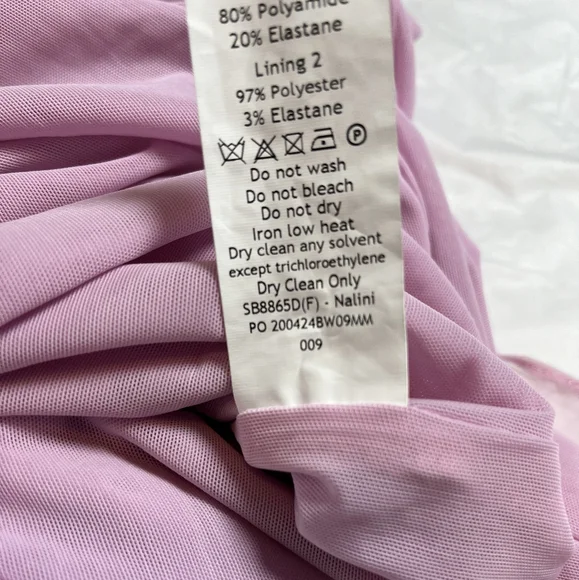 80% Polyamide
20% Elastane
Lining 2
97% Polyester
3% Elastane
P
Do not wash
Do not bleach
Do not dry
Iron low heat
Dry clean any solvent
except trichloroethylene
Dry Clean Only
SB8865D(F) - Nalini
PO 200424BW09MM
009